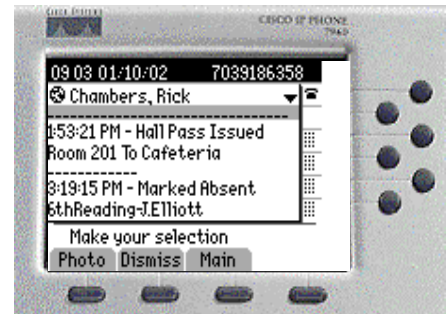 CISCO SYSTEMS
CISCO IP PHONE
7960
09 03 01/10/02 7039186358
Chambers, Rick
------------------------------
1:53:21 PM - Hall Pass Issued
Room 201 To Cafeteria
------------
3:19:15 PM - Marked Absent
6thReading-J.Elliott
Make your selection
Photo Dismiss Main